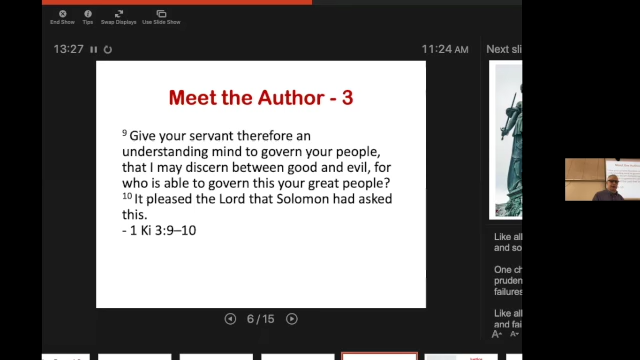 End Show
Tips
Swap Displays
Use Slide Show
13:27
11:24 AM
Next sli
Meet the Author - 3
9 Give your servant therefore an
understanding mind to govern your people,
that I may discern between good and evil, for
who is able to govern this your great people?
10 It pleased the Lord that Solomon had asked
this.
- 1 Ki 3:9–10
Like all
and so
One ch
prudent
failures
Like all
and fai
A A
6 / 15